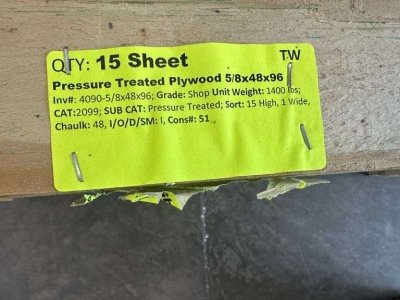 QTY: 15 Sheet TW
Pressure Treated Plywood 5/8x48x96
Inv#: 4090-5/8x48x96; Grade: Shop Unit Weight: 1400 lbs;
CAT:2099; SUB CAT: Pressure Treated; Sort: 15 High, 1 Wide,
Chaulk: 48, I/O/D/SM: I, Cons#: 51